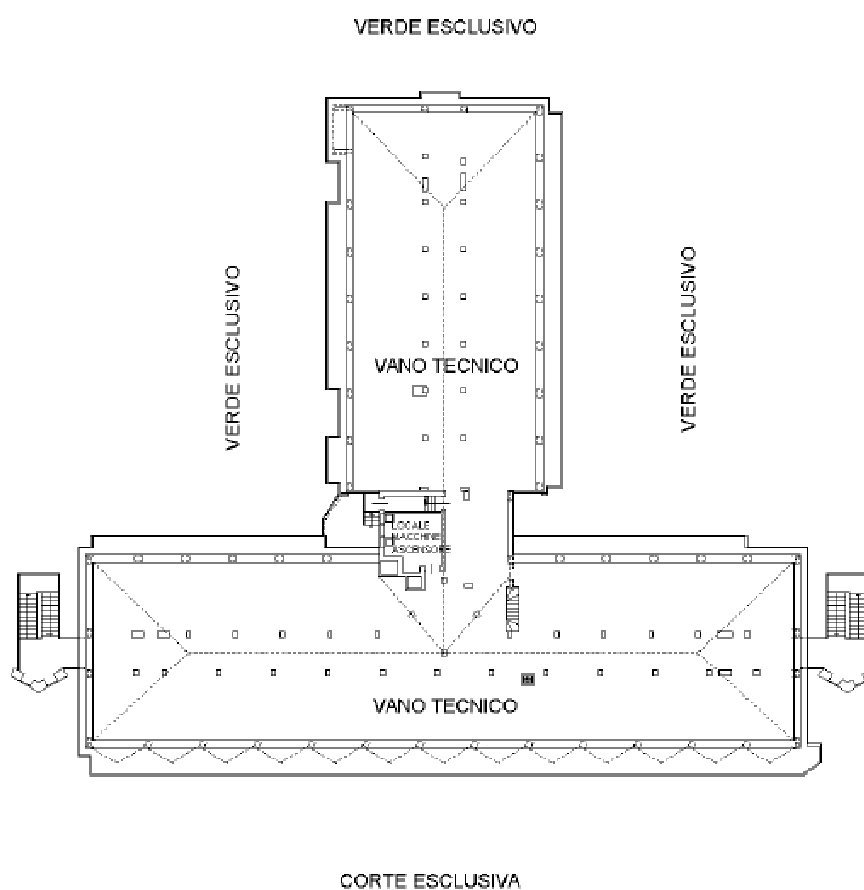 VERDE ESCLUSIVO
VERDE ESCLUSIVO
VERDE ESCLUSIVO
VANO TECNICO
LOCALE
MACCHINE
ASCENSORE
VANO TECNICO
CORTE ESCLUSIVA